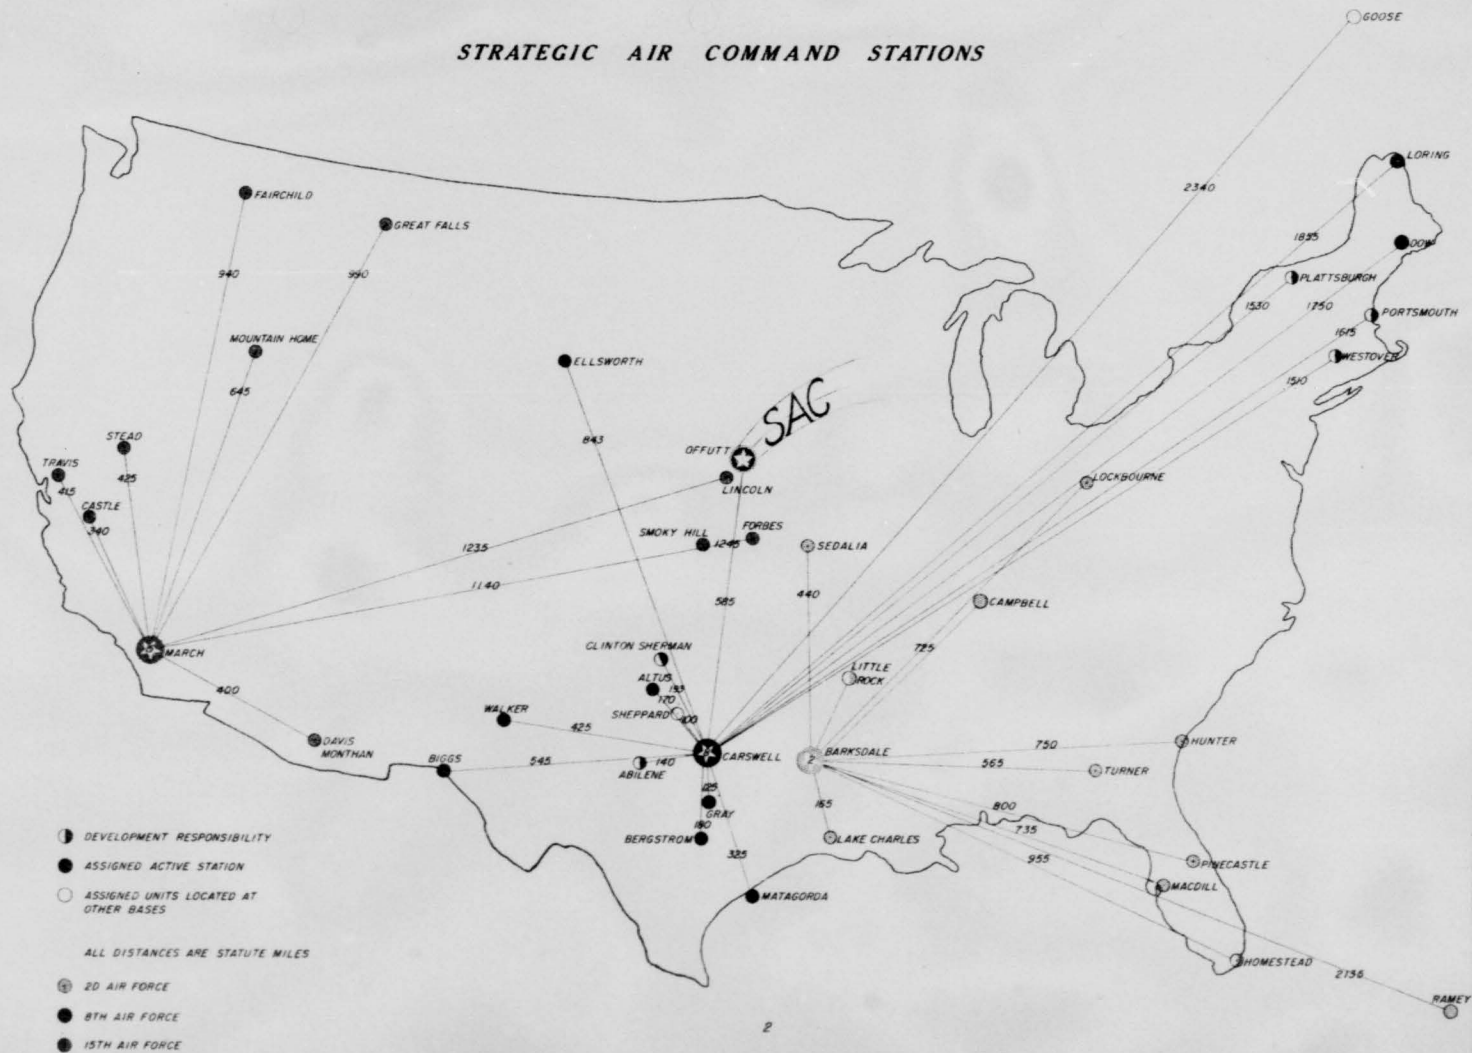 GOOSE
STRATEGIC AIR COMMAND STATIONS
LORING
2340
FAIRCHILD
GREAT FALLS
1855
DOW
940
990
PLATTSBURGH
1530
1750
PORTSMOUTH
1615
MOUNTAIN HOME
WESTOVER
ELLSWORTH
1510
645
SAC
STEAD
843
OFFUTT
TRAVIS
425
415
LINCOLN
LOCKBOURNE
CASTLE
340
SMOKY HILL
1245
FORBES
SEDALIA
1235
1140
440
585
CAMPBELL
CLINTON SHERMAN
725
MARCH
LITTLE
ROCK
ALTUS
193
170
400
WALKER
SHEPPARD
100
425
DAVIS
MONTHAN
BIGGS
545
140
ABILENE
CARSWELL
2
BARKSDALE
750
HUNTER
565
TURNER
125
GRAY
165
800
180
BERGSTROM
LAKE CHARLES
735
325
955
PINECASTLE
MACDILL
MATAGORDA
HOMESTEAD
2136
RAMEY
DEVELOPMENT RESPONSIBILITY
ASSIGNED ACTIVE STATION
ASSIGNED UNITS LOCATED AT
OTHER BASES
ALL DISTANCES ARE STATUTE MILES
2D AIR FORCE
8TH AIR FORCE
15TH AIR FORCE
2